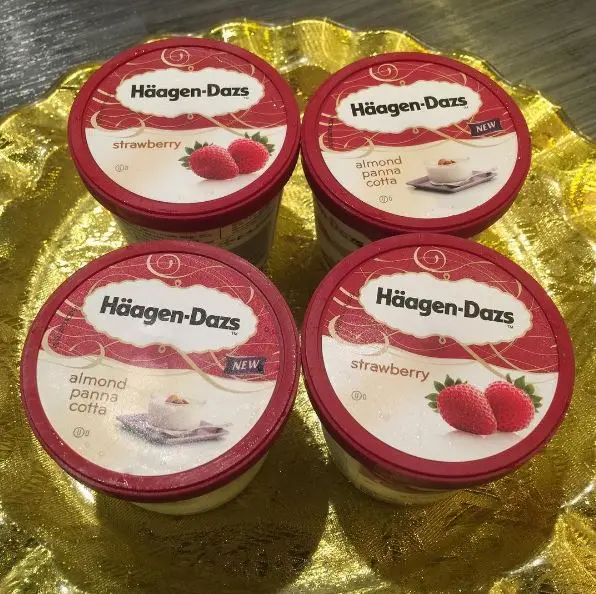 Häagen-Dazs
strawberry
Häagen-Dazs
NEW
almond
panna
cotta
Häagen-Dazs
NEW
almond
panna
cotta
Häagen-Dazs
strawberry